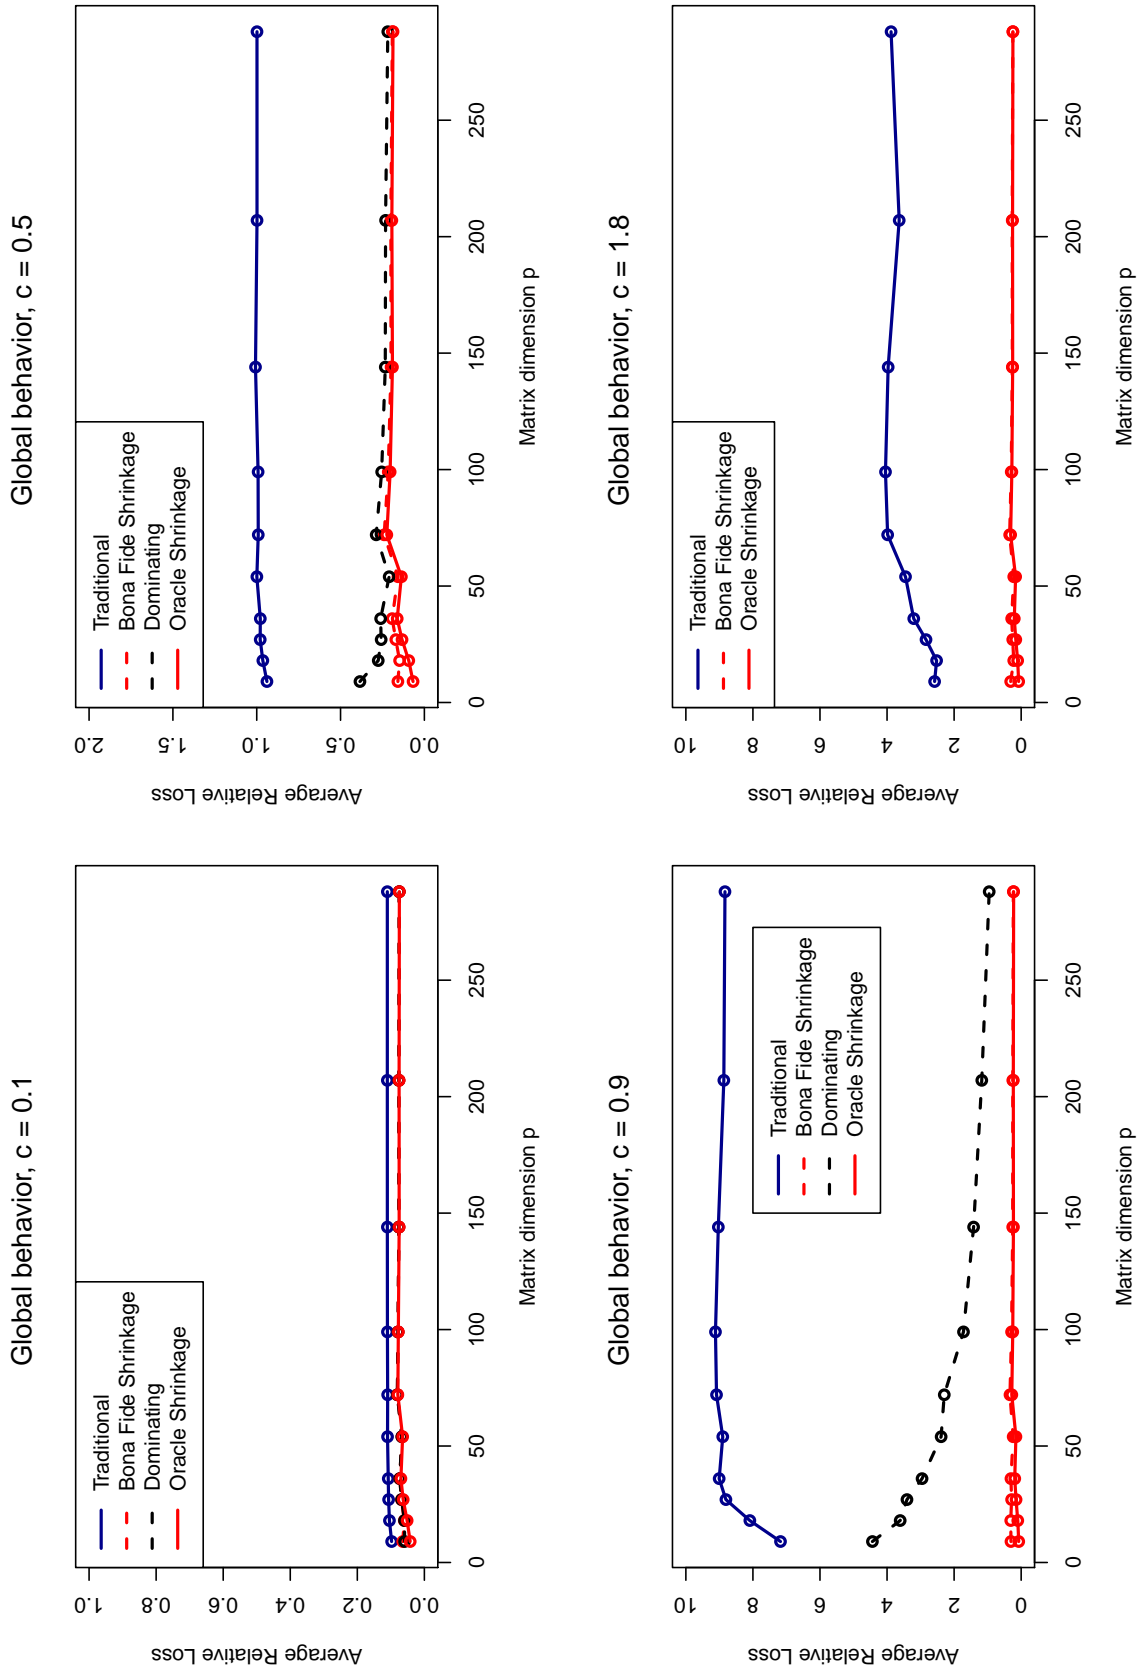 Global behavior, c = 0.1
Average Relative Loss
1.0
0.8
0.6
0.4
0.2
0.0
Traditional
Bona Fide Shrinkage
Dominating
Oracle Shrinkage
0 50 100 150 200 250
Matrix dimension p
Global behavior, c = 0.5
Average Relative Loss
2.0
1.5
1.0
0.5
0.0
Traditional
Bona Fide Shrinkage
Dominating
Oracle Shrinkage
0 50 100 150 200 250
Matrix dimension p
Global behavior, c = 0.9
Average Relative Loss
10
8
6
4
2
0
Traditional
Bona Fide Shrinkage
Dominating
Oracle Shrinkage
0 50 100 150 200 250
Matrix dimension p
Global behavior, c = 1.8
Average Relative Loss
10
8
6
4
2
0
Traditional
Bona Fide Shrinkage
Oracle Shrinkage
0 50 100 150 200 250
Matrix dimension p